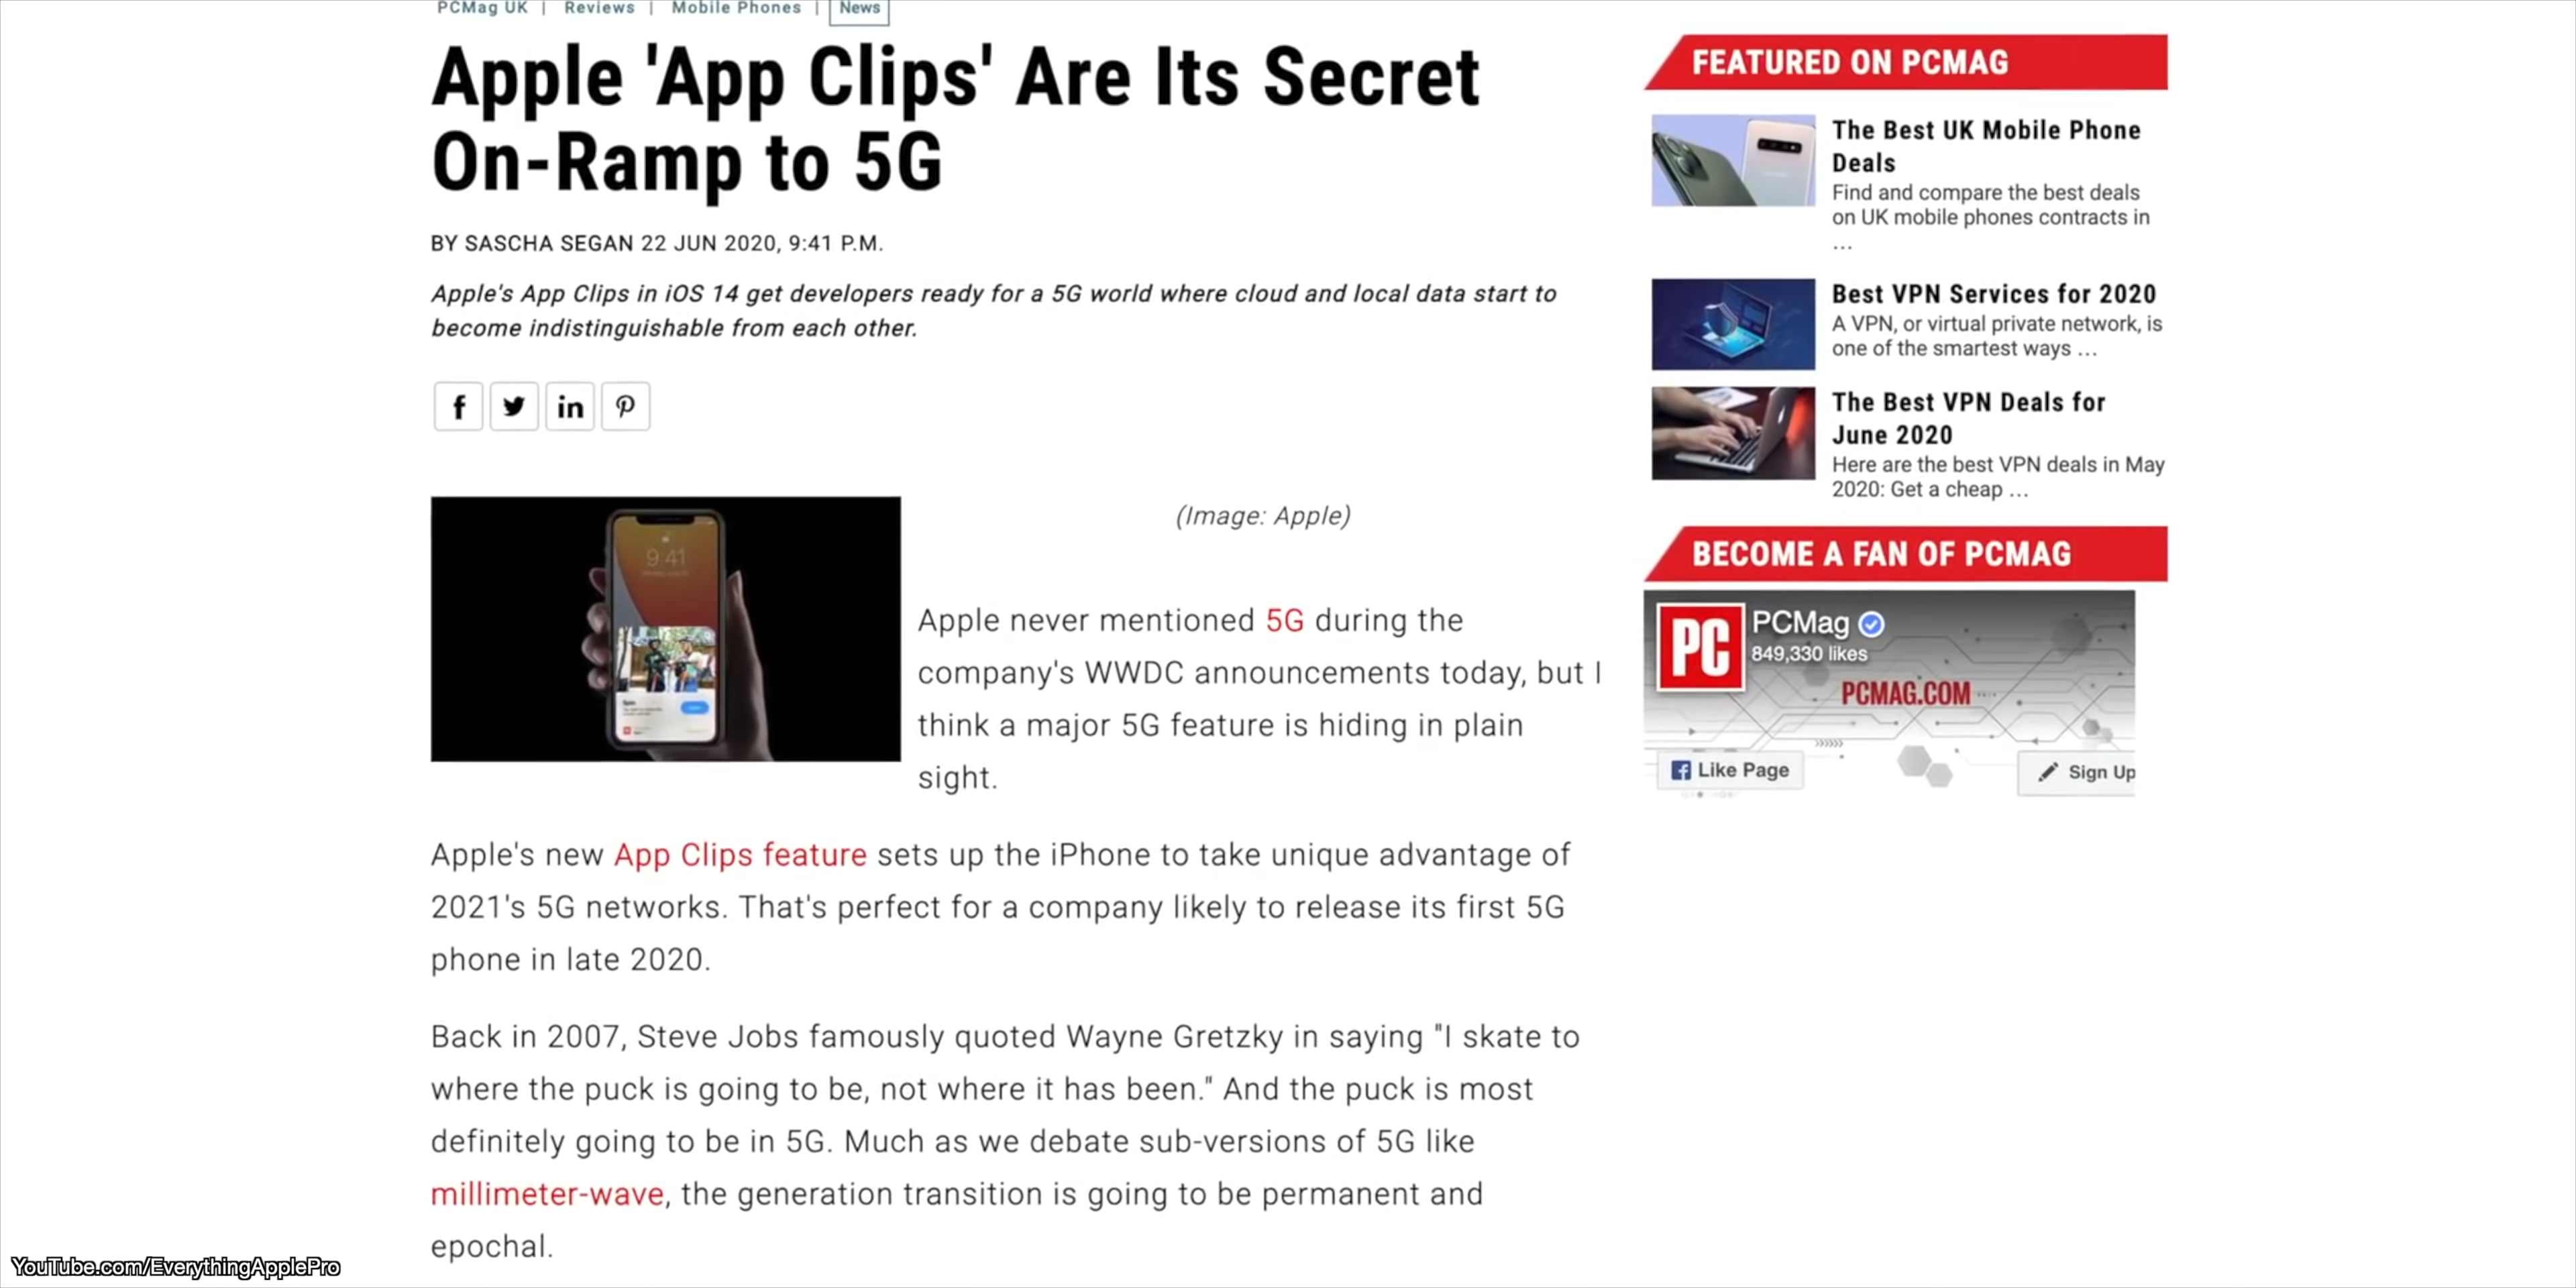 PCMag UK | Reviews | Mobile Phones | News
Apple 'App Clips' Are Its Secret
On-Ramp to 5G
BY SASCHA SEGAN 22 JUN 2020, 9:41 P.M.
Apple's App Clips in iOS 14 get developers ready for a 5G world where cloud and local data start to
become indistinguishable from each other.
f
in
9:41
(Image: Apple)
Apple never mentioned 5G during the
company's WWDC announcements today, but I
think a major 5G feature is hiding in plain
sight.
Apple's new App Clips feature sets up the iPhone to take unique advantage of
2021's 5G networks. That's perfect for a company likely to release its first 5G
phone in late 2020.
Back in 2007, Steve Jobs famously quoted Wayne Gretzky in saying "I skate to
where the puck is going to be, not where it has been." And the puck is most
definitely going to be in 5G. Much as we debate sub-versions of 5G like
millimeter-wave, the generation transition is going to be permanent and
epochal.
FEATURED ON PCMAG
The Best UK Mobile Phone
Deals
Find and compare the best deals
on UK mobile phones contracts in
...
Best VPN Services for 2020
A VPN, or virtual private network, is
one of the smartest ways ...
The Best VPN Deals for
June 2020
Here are the best VPN deals in May
2020: Get a cheap ...
BECOME A FAN OF PCMAG
PC
PCMag
849,330 likes
PCMAG.COM
Like Page
Sign Up
YouTube.com/EverythingApplePro